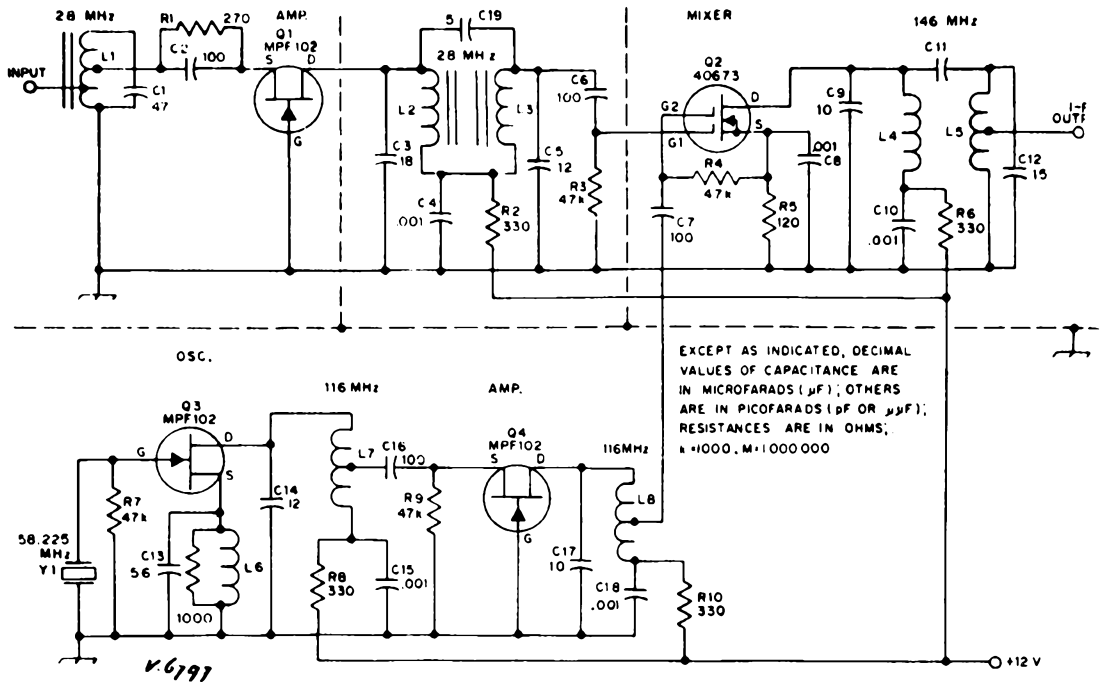 28 MHz
R1
270
C2
100
L1
INPUT
C1
47
AMP.
Q1
MPF102
S
D
G
5
C19
28 MHz
L2
L3
C3
18
C4
.001
R2
330
C5
12
C6
100
R3
47k
MIXER
Q2
40673
G2
G1
D
S
R4
47k
C7
100
R5
120
.001
C8
C9
10
146 MHz
C11
L4
L5
C10
.001
R6
330
C12
15
I-F
OUTP
OSC.
Q3
MPF102
G
D
S
R7
47k
58.225
MHz
Y1
C13
56
L6
1000
C14
12
116 MHz
L7
C16
100
R8
330
C15
.001
R9
47k
AMP.
Q4
MPF102
S
D
G
C17
10
116MHz
L8
C18
.001
R10
330
+12 V
EXCEPT AS INDICATED, DECIMAL
VALUES OF CAPACITANCE ARE
IN MICROFARADS (µF); OTHERS
ARE IN PICOFARADS (pF OR µµF);
RESISTANCES ARE IN OHMS;
k=1000, M=1000 000
V.6797